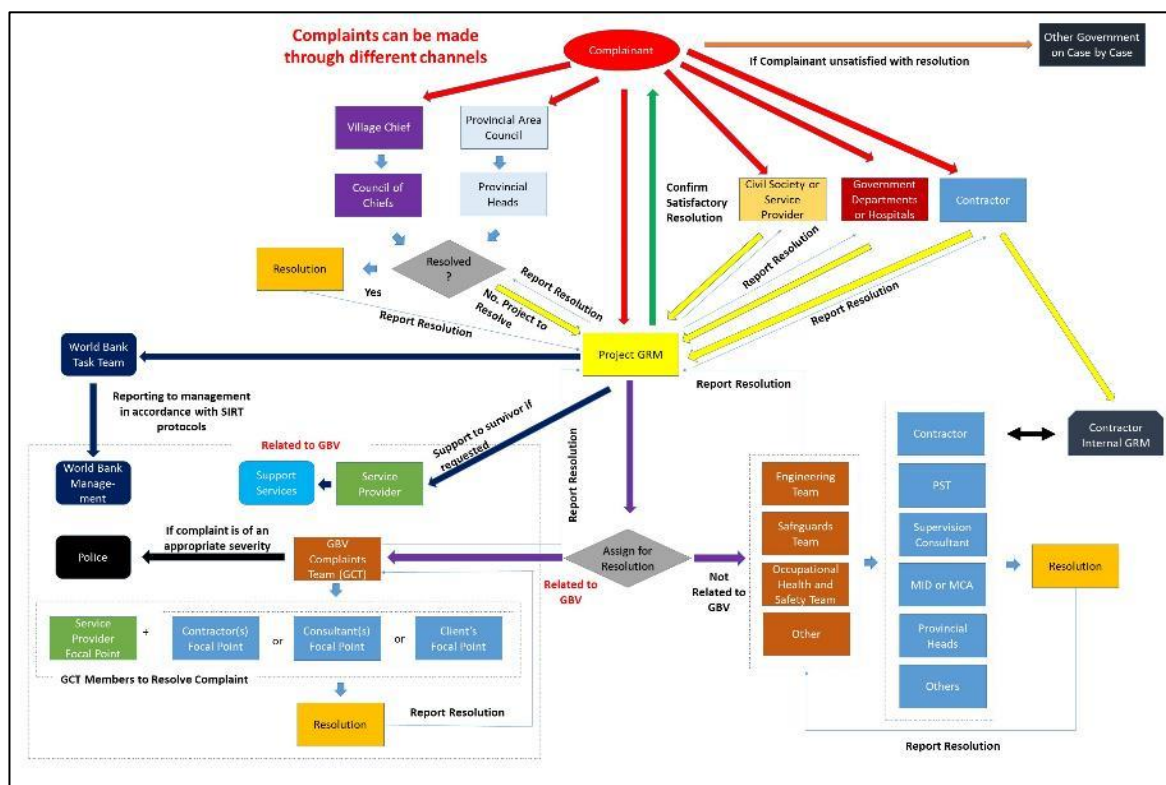 Complaints can be made
through different channels
Complainant
If Complainant unsatisfied with resolution
Other Government
on Case by Case
Village Chief
Provincial Area
Council
Council of
Chiefs
Provincial
Heads
Confirm
Satisfactory
Resolution
Civil Society or
Service
Provider
Government
Departments
or Hospitals
Contractor
Resolution
Yes
Resolved
?
Report Resolution
No. Project to
Resolve
Report Resolution
Report Resolution
Report Resolution
World Bank
Task Team
Project GRM
Report Resolution
Reporting to management
in accordance with SIRT
protocols
Related to GBV
Support to survivor if
requested
Report Resolution
World Bank
Manage-
ment
Support
Services
Service
Provider
Contractor
Contractor
Internal GRM
Engineering
Team
PST
If complaint is of an
appropriate severity
Police
GBV
Complaints
Team (GCT)
Related to
GBV
Assign for
Resolution
Not
Related to
GBV
Safeguards
Team
Supervision
Consultant
Occupational
Health and
Safety Team
MID or MCA
Resolution
Other
Provincial
Heads
Others
Service
Provider
Focal Point
+
Contractor(s)
Focal Point
or
Consultant(s)
Focal Point
or
Client's
Focal Point
GCT Members to Resolve Complaint
Resolution
Report Resolution
Report Resolution